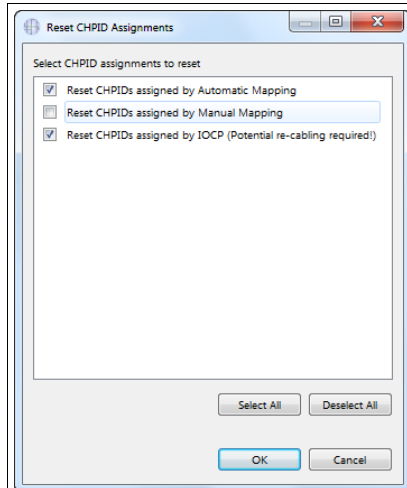 Reset CHPID Assignments
Select CHPID assignments to reset
Reset CHPIDs assigned by Automatic Mapping
Reset CHPIDs assigned by Manual Mapping
Reset CHPIDs assigned by IOCP (Potential re-cabling required!)
Select All Deselect All
OK Cancel